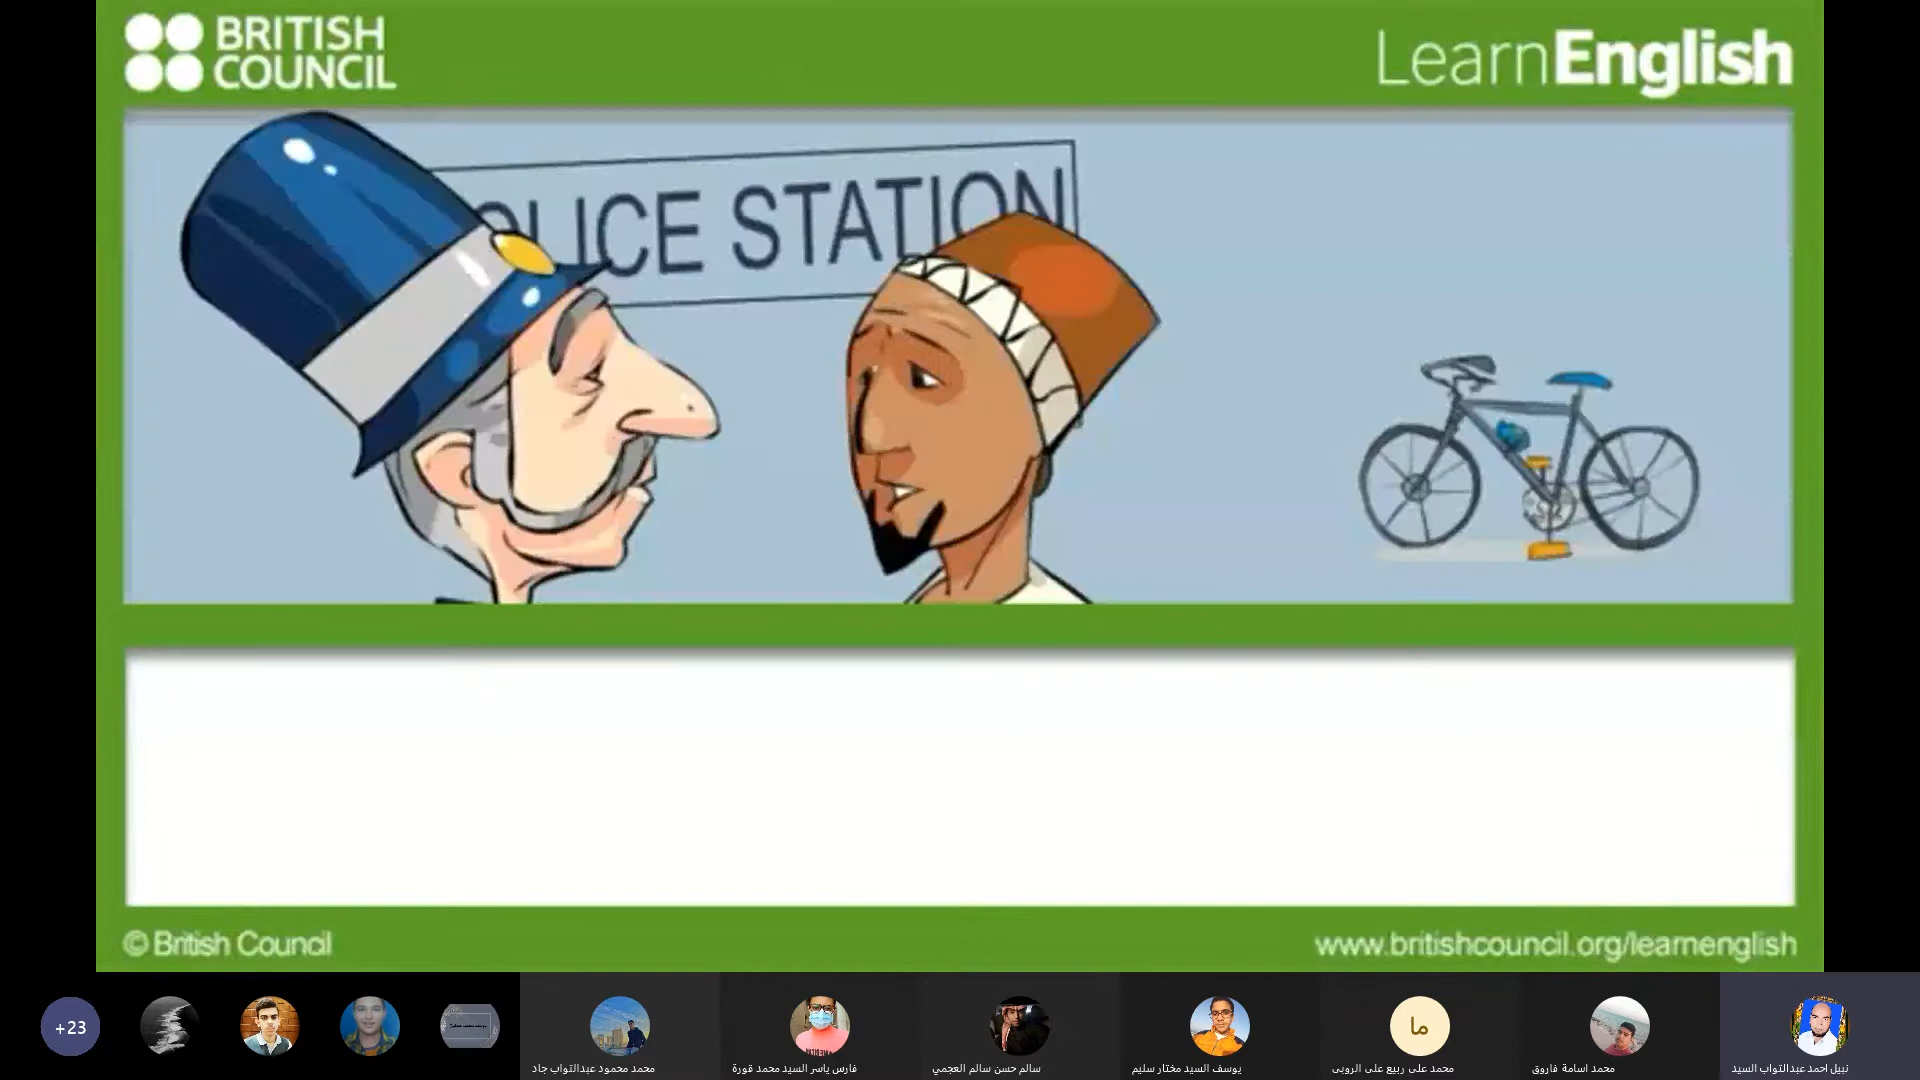 BRITISH
COUNCIL
LearnEnglish
OLICE STATION
© British Council
www.britishcouncil.org/learnenglish
+23
ما
محمد محمود عبدالتواب جاد
فارس ياسر السيد محمد قورة
سالم حسن سالم العجمي
يوسف السيد مختار سليم
محمد على ربيع على الروبى
محمد اسامة فاروق
نبيل احمد عبدالتواب السيد